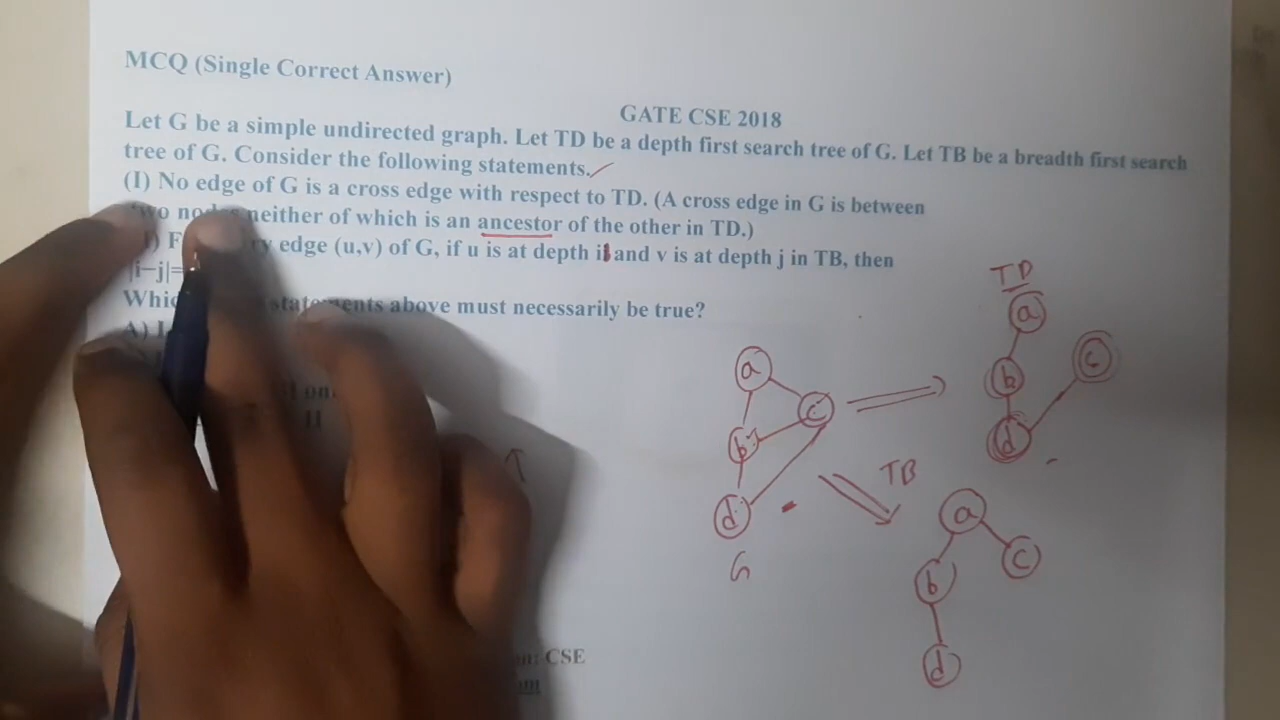 MCQ (Single Correct Answer)
GATE CSE 2018
Let G be a simple undirected graph. Let TD be a depth first search tree of G. Let TB be a breadth first search
tree of G. Consider the following statements.
(I) No edge of G is a cross edge with respect to TD. (A cross edge in G is between
neither of which is an ancestor of the other in TD.)
edge (u,v) of G, if u is at depth i and v is at depth j in TB, then
|i−j|=
statements above must necessarily be true?
A) I
II
CSE
TD
a
b
c
d
a
c
b
d
G
TB
a
b
c
d